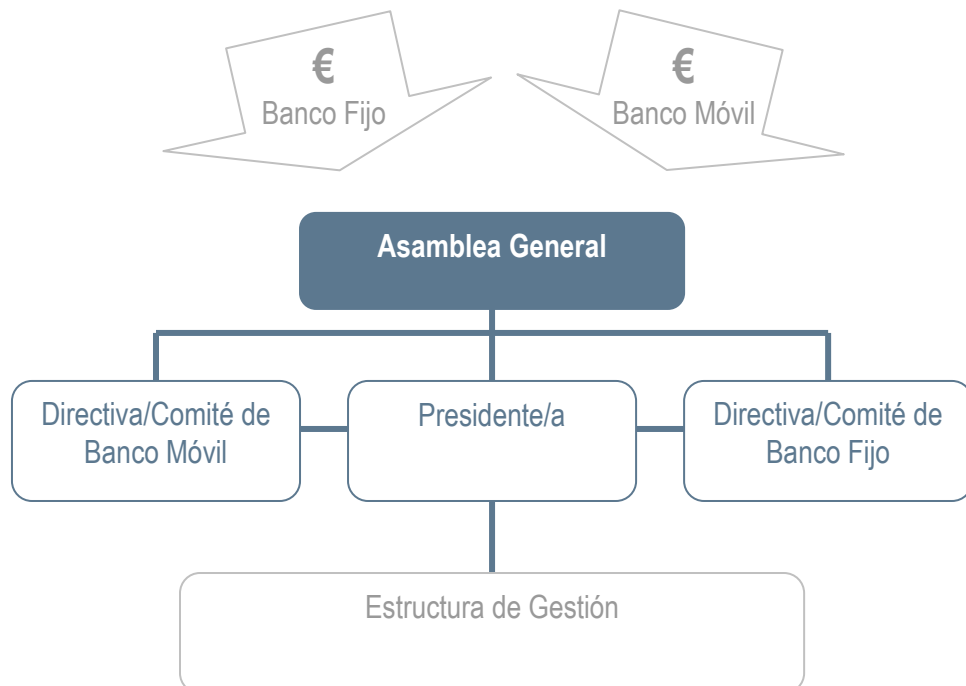 €
Banco Fijo
€
Banco Móvil
Asamblea General
Directiva/Comité de
Banco Móvil
Presidente/a
Directiva/Comité de
Banco Fijo
Estructura de Gestión